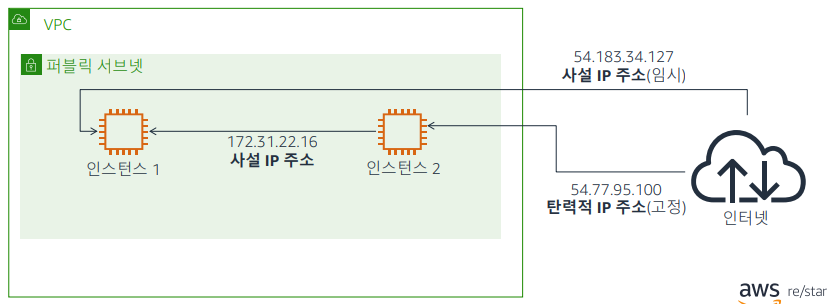 VPC
퍼블릭 서브넷
54.183.34.127
사설 IP 주소(임시)
172.31.22.16
사설 IP 주소
인스턴스 1
인스턴스 2
54.77.95.100
탄력적 IP 주소(고정)
인터넷
aws re/star